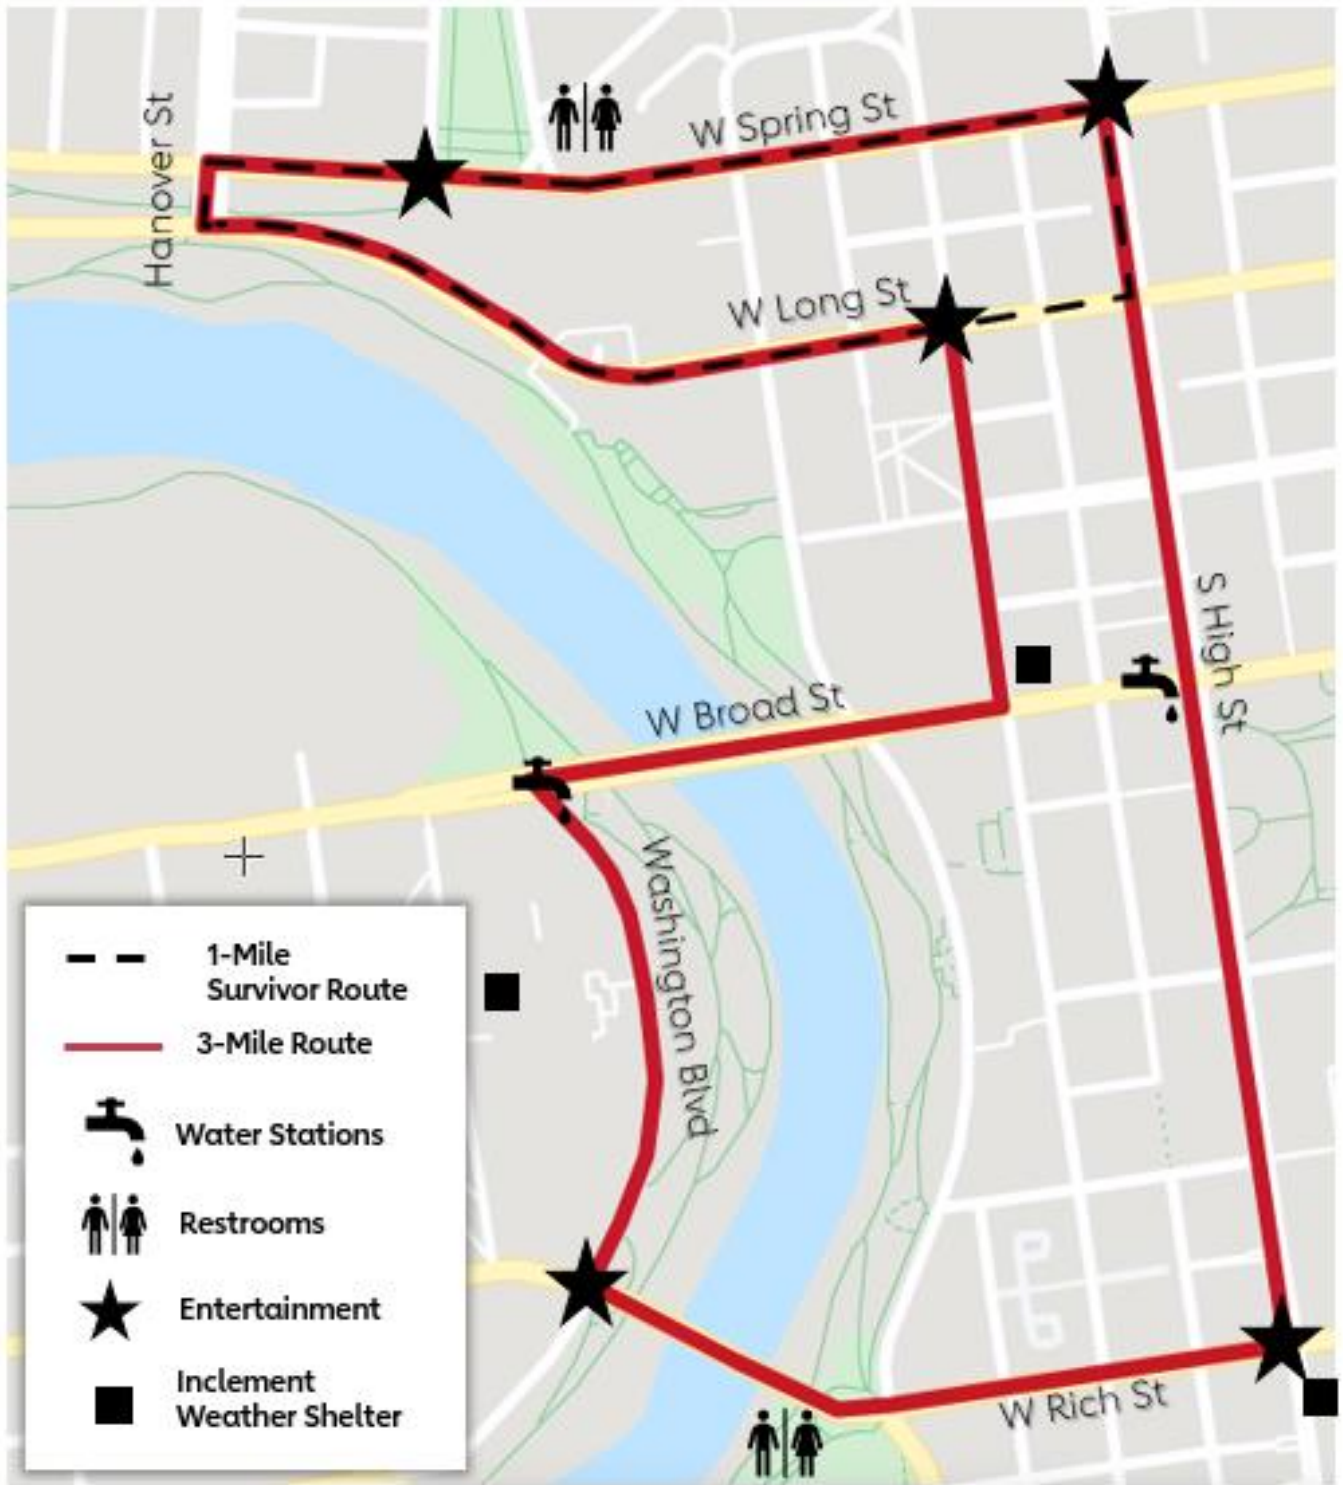 Hanover St
W Spring St
W Long St
S High St
W Broad St
Washington Blvd
1-Mile
Survivor Route
3-Mile Route
Water Stations
Restrooms
Entertainment
Inclement
Weather Shelter
W Rich St